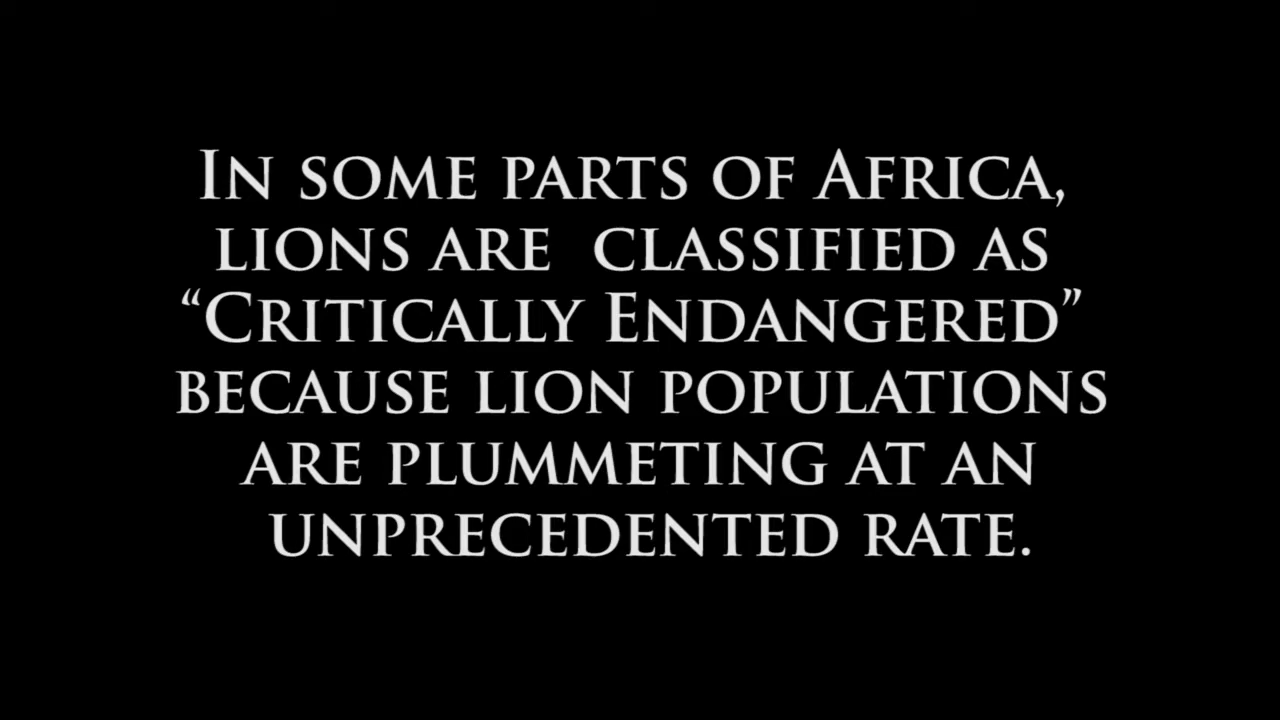 In some parts of Africa,
lions are  classified as
“Critically Endangered”
because lion populations
are plummeting at an
unprecedented rate.